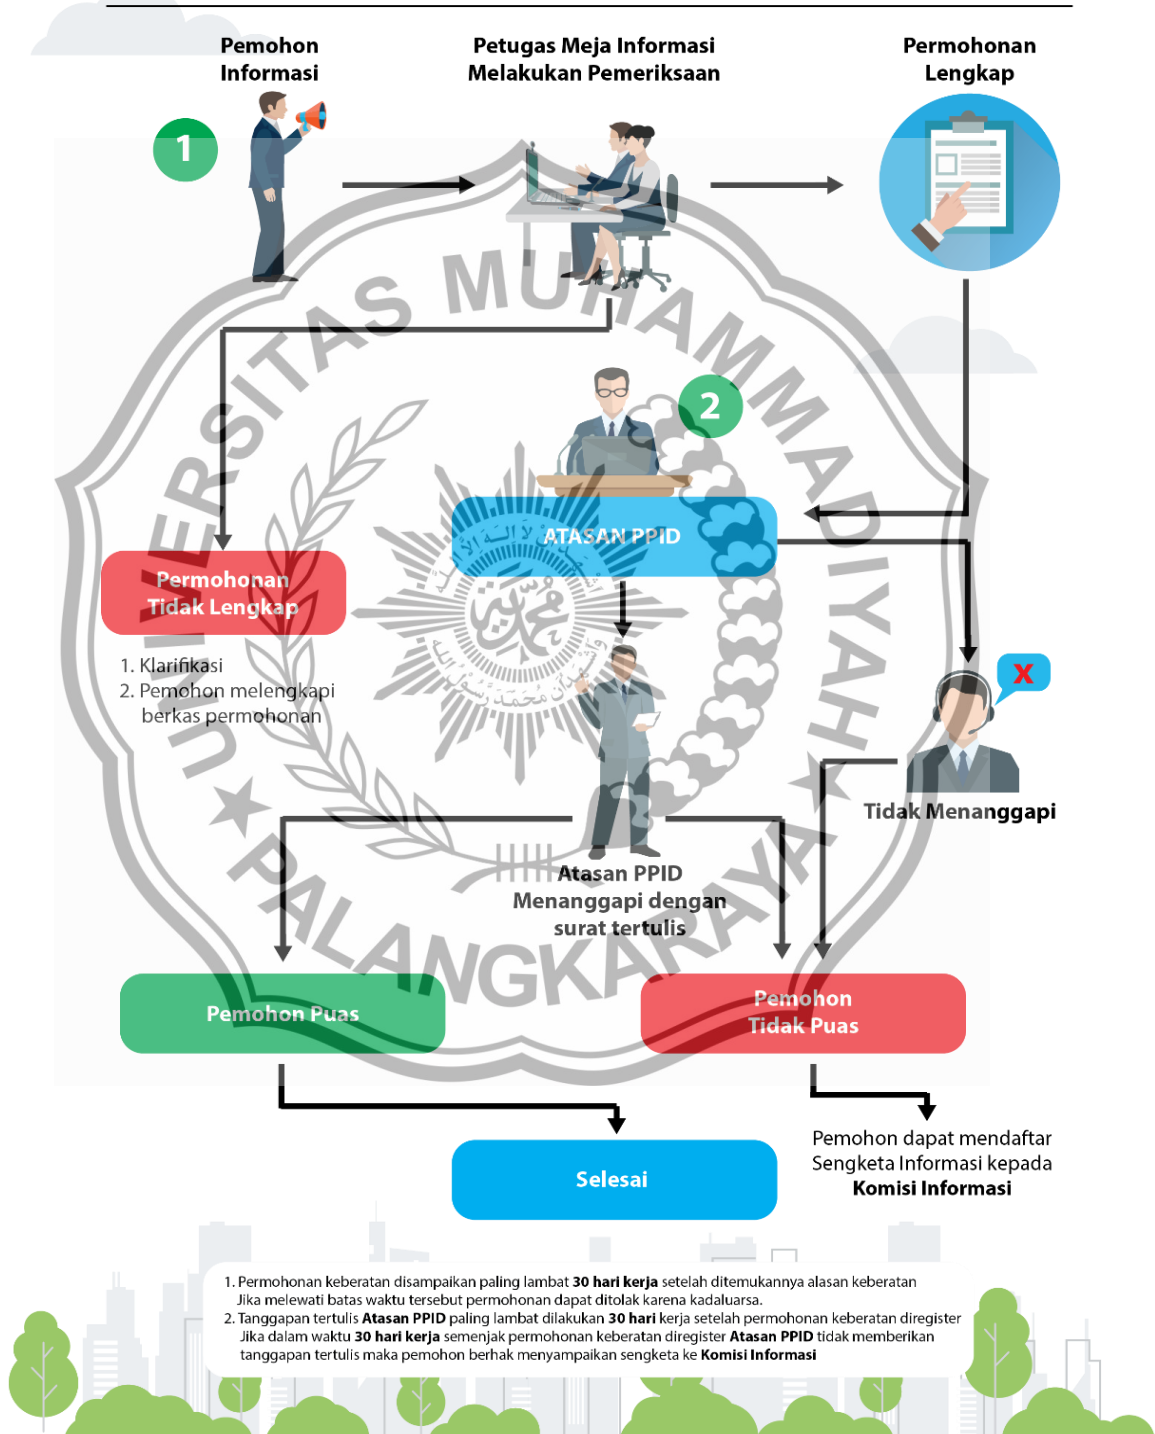 Pemohon
Informasi
Petugas Meja Informasi
Melakukan Pemeriksaan
Permohonan
Lengkap
1
2
ATASAN PPID
Permohonan
Tidak Lengkap
1. Klarifikasi
2. Pemohon melengkapi
berkas permohonan
X
Tidak Menanggapi
Atasan PPID
Menanggapi dengan
surat tertulis
Pemohon Puas
Pemohon
Tidak Puas
Selesai
Pemohon dapat mendaftar
Sengketa Informasi kepada
Komisi Informasi
1. Permohonan keberatan disampaikan paling lambat 30 hari kerja setelah ditemukannya alasan keberatan
Jika melewati batas waktu tersebut permohonan dapat ditolak karena kadaluarsa.
2. Tanggapan tertulis Atasan PPID paling lambat dilakukan 30 hari kerja setelah permohonan keberatan diregister
Jika dalam waktu 30 hari kerja semenjak permohonan keberatan diregister Atasan PPID tidak memberikan
tanggapan tertulis maka pemohon berhak menyampaikan sengketa ke Komisi Informasi
UNIVERSITAS MUHAMMADIYAH
PALANGKARAYA